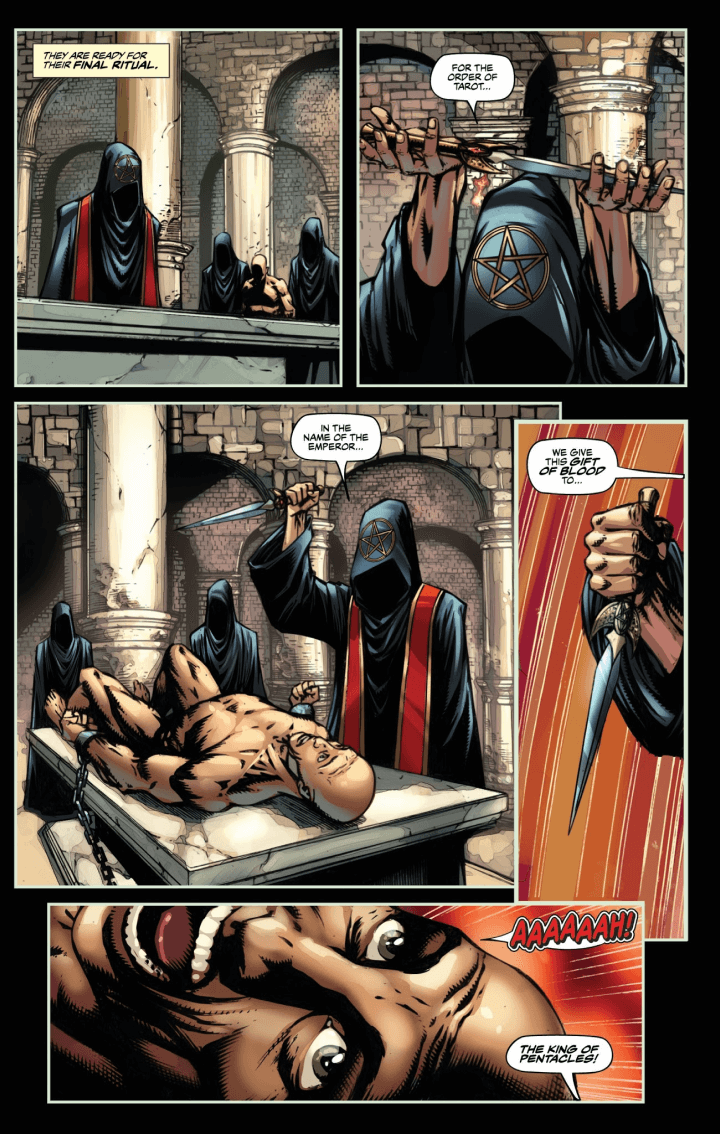 THEY ARE READY FOR
THEIR FINAL RITUAL.
FOR THE
ORDER OF
TAROT...
IN THE
NAME OF THE
EMPEROR...
WE GIVE
THIS GIFT
OF BLOOD
TO...
AAAAAAH!
THE KING OF
PENTACLES!